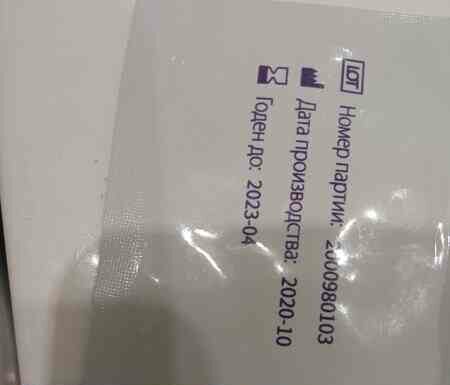 LOT Номер партии: 2000980103
Дата производства: 2020-10
Годен до: 2023-04